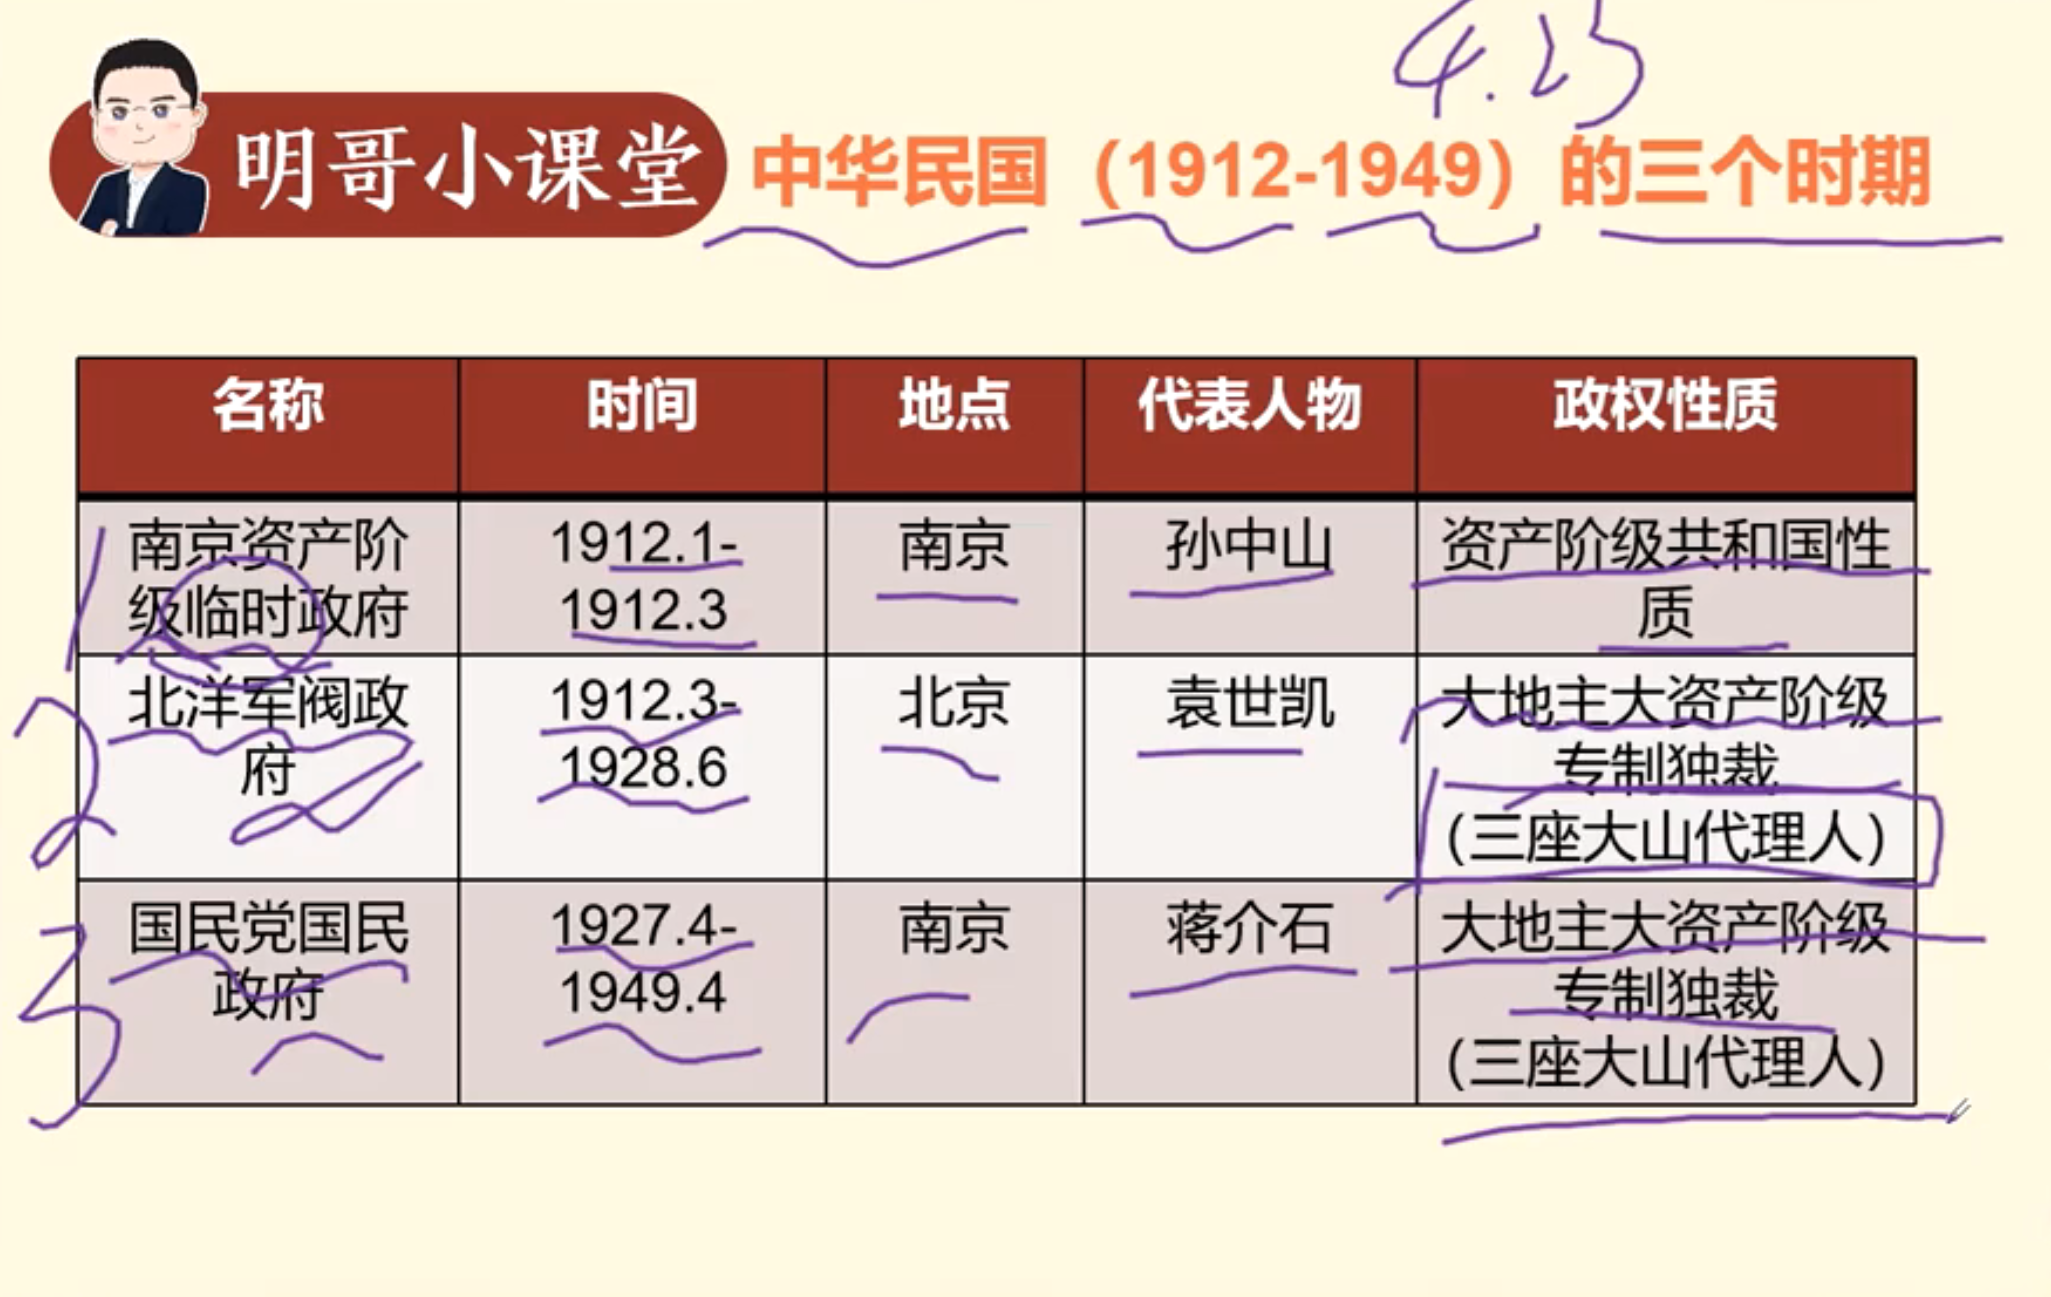 4.23
明哥小课堂
中华民国（1912-1949）的三个时期
名称
时间
地点
代表人物
政权性质
南京资产阶
级临时政府
1912.1-
1912.3
南京
孙中山
资产阶级共和国性
质
北洋军阀政
府
1912.3-
1928.6
北京
袁世凯
大地主大资产阶级
专制独裁
（三座大山代理人）
国民党国民
政府
1927.4-
1949.4
南京
蒋介石
大地主大资产阶级
专制独裁
（三座大山代理人）
1
2
3